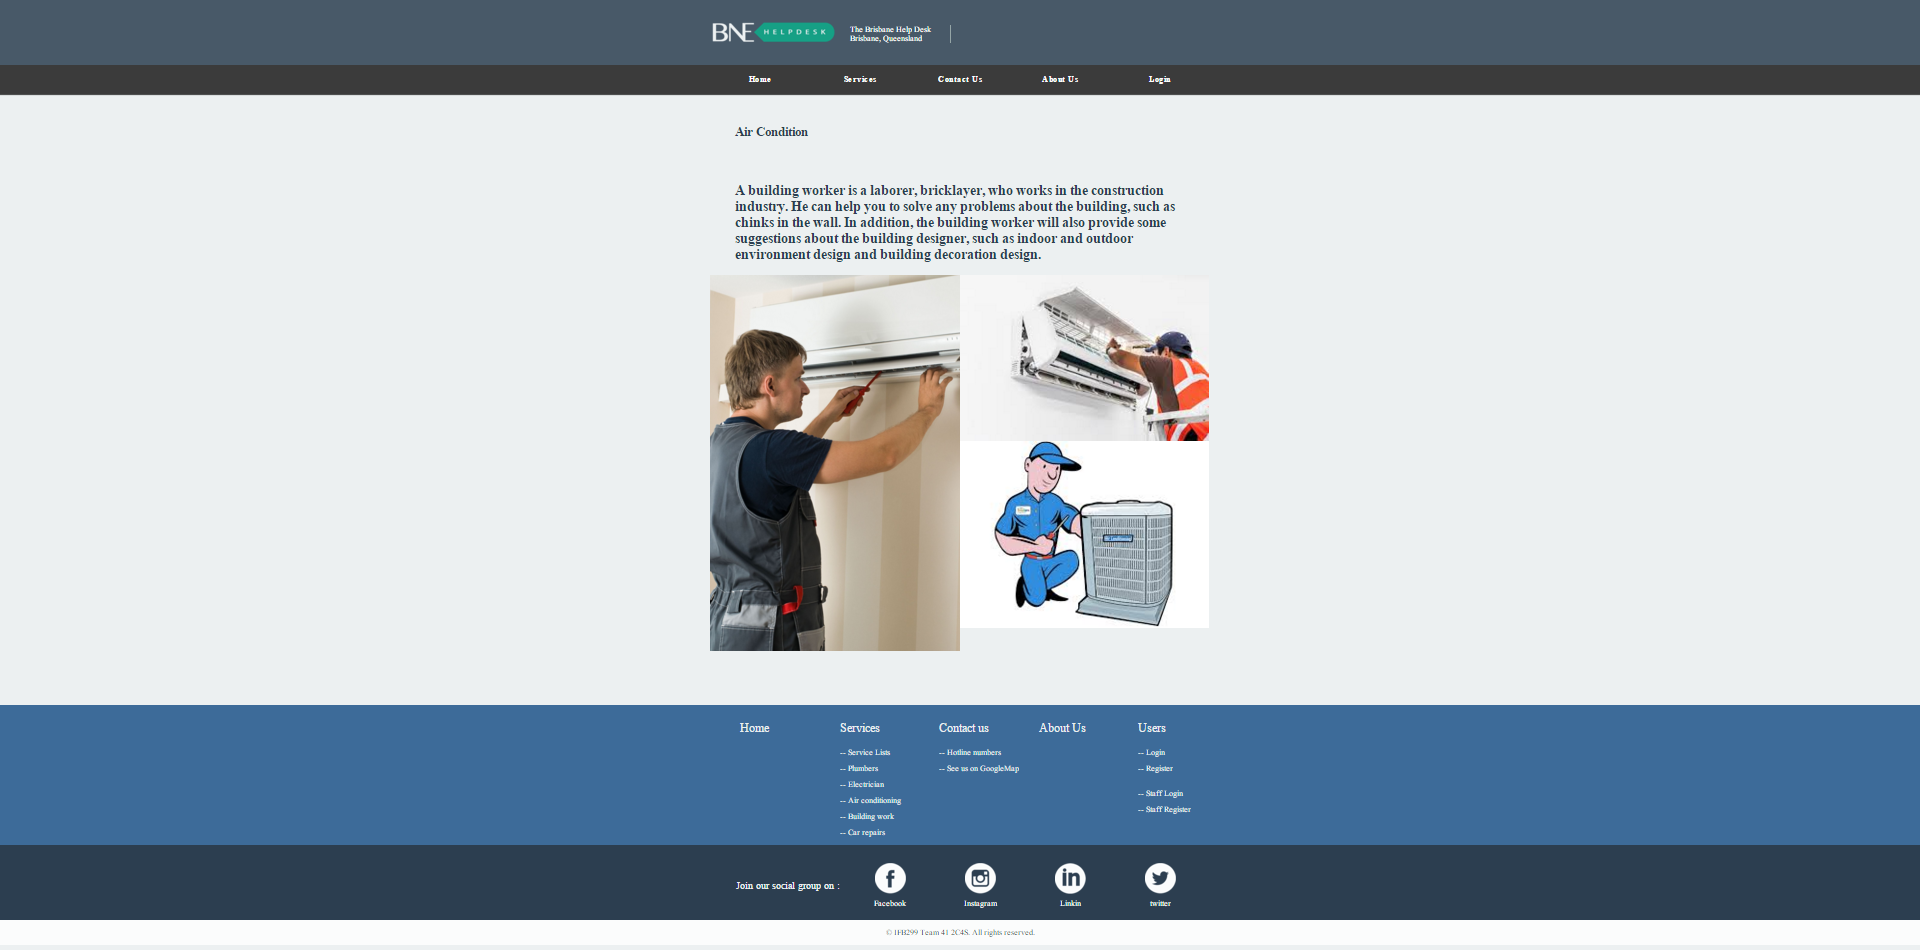 BNE HELPDESK
The Brisbane Help Desk
Brisbane, Queensland
Home Services Contact Us About Us Login
Air Condition
A building worker is a laborer, bricklayer, who works in the construction
industry. He can help you to solve any problems about the building, such as
chinks in the wall. In addition, the building worker will also provide some
suggestions about the building designer, such as indoor and outdoor
environment design and building decoration design.
Air Conditioning
Home
Services
-- Service Lists
-- Plumbers
-- Electrician
-- Air conditioning
-- Building work
-- Car repairs
Contact us
-- Hotline numbers
-- See us on GoogleMap
About Us
Users
-- Login
-- Register
-- Staff Login
-- Staff Register
Join our social group on :
Facebook
Instagram
Linkin
twitter
© IFB299 Team 41 2C4S. All rights reserved.